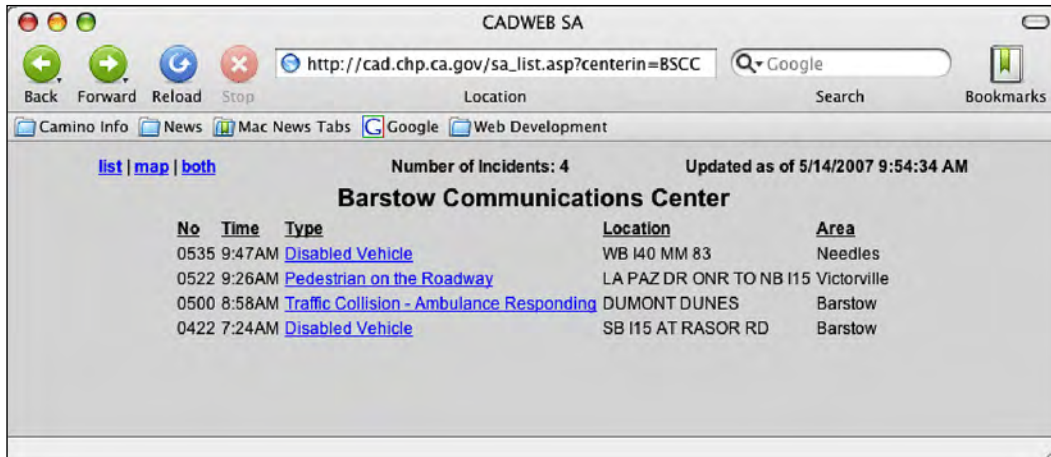 CADWEB SA
http://cad.chp.ca.gov/sa_list.asp?centerin=BSCC
Google
Back Forward Reload Stop Location Search Bookmarks
Camino Info News Mac News Tabs Google Web Development
list | map | both Number of Incidents: 4 Updated as of 5/14/2007 9:54:34 AM
Barstow Communications Center
No Time Type Location Area
0535 9:47AM Disabled Vehicle WB I40 MM 83 Needles
0522 9:26AM Pedestrian on the Roadway LA PAZ DR ONR TO NB I15 Victorville
0500 8:58AM Traffic Collision - Ambulance Responding DUMONT DUNES Barstow
0422 7:24AM Disabled Vehicle SB I15 AT RASOR RD Barstow